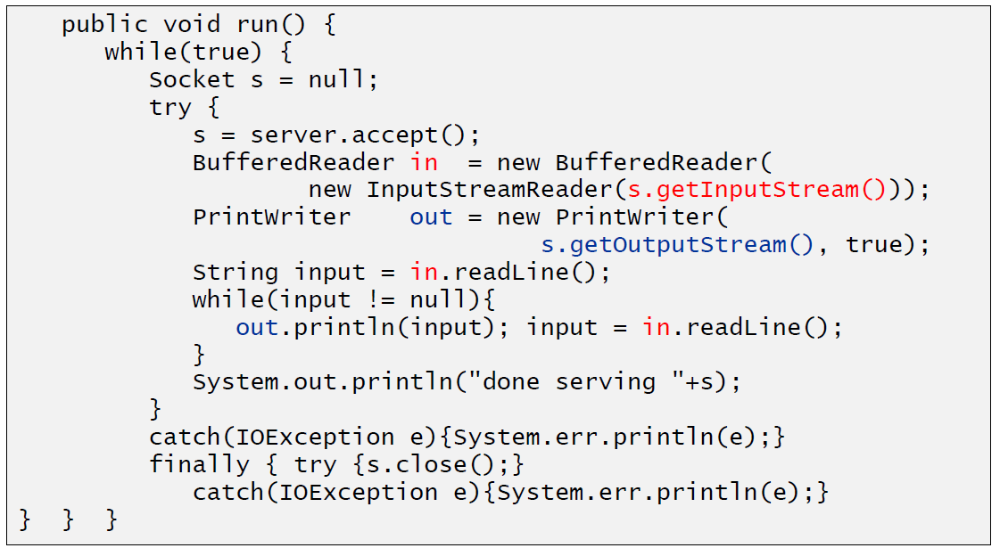 public void run() {
while(true) {
Socket s = null;
try {
s = server.accept();
BufferedReader in  = new BufferedReader(
new InputStreamReader(s.getInputStream()));
PrintWriter    out = new PrintWriter(
s.getOutputStream(), true);
String input = in.readLine();
while(input != null){
out.println(input); input = in.readLine();
}
System.out.println("done serving "+s);
}
catch(IOException e){System.err.println(e);}
finally { try {s.close();}
catch(IOException e){System.err.println(e);}
}  }  }